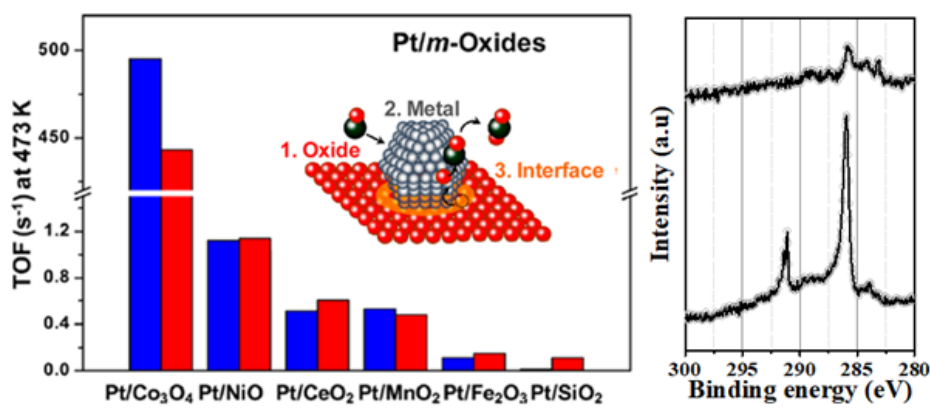 Pt/m-Oxides
TOF (s⁻¹) at 473 K
500
450
1.2
0.8
0.4
0.0
1. Oxide
2. Metal
3. Interface
Pt/Co₃O₄ Pt/NiO Pt/CeO₂ Pt/MnO₂ Pt/Fe₂O₃ Pt/SiO₂
Intensity (a.u)
300 295 290 285 280
Binding energy (eV)